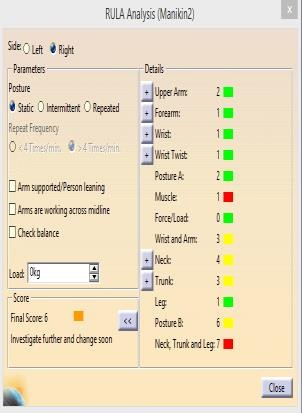 RULA Analysis (Manikin2)
x
Side: Left Right
Parameters
Posture
Static Intermittent Repeated
Repeat Frequency
< 4 Times/min. > 4 Times/min.
Arm supported/Person leaning
Arms are working across midline
Check balance
Load: 0kg
Score
Final Score: 6
<<
Investigate further and change soon
Details
+ Upper Arm: 2
+ Forearm: 1
+ Wrist: 1
+ Wrist Twist: 1
Posture A: 2
Muscle: 1
Force/Load: 0
Wrist and Arm: 3
+ Neck: 4
+ Trunk: 3
Leg: 1
Posture B: 6
Neck, Trunk and Leg: 7
Close